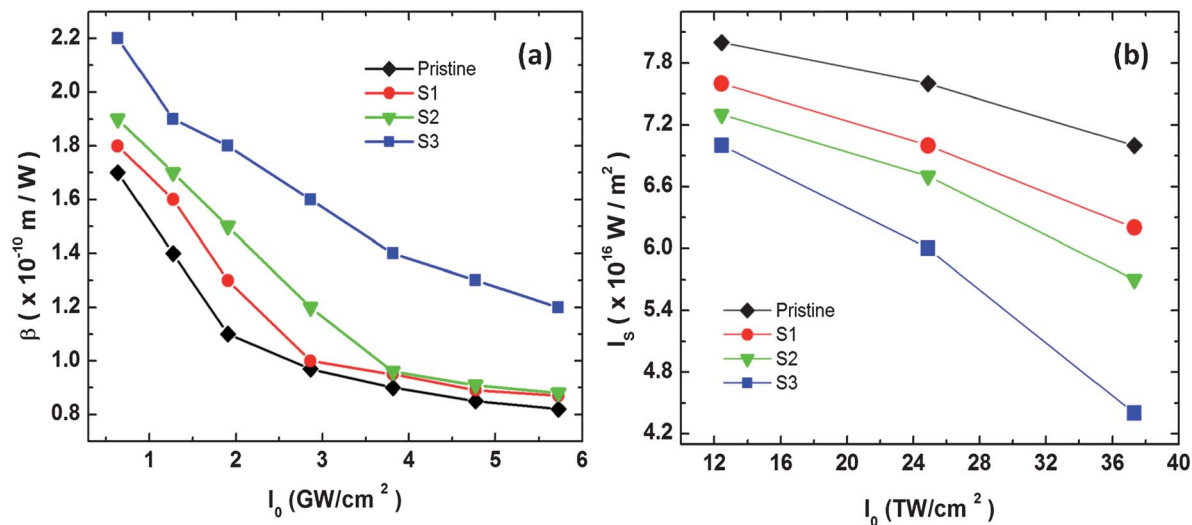 (a)
Pristine
S1
S2
S3
2.2
2.0
1.8
1.6
1.4
1.2
1.0
0.8
β ( x 10⁻¹⁰ m / W )
1 2 3 4 5 6
I₀ (GW/cm ²)
(b)
7.8
7.2
6.6
6.0
5.4
4.8
4.2
Pristine
S1
S2
S3
I_S ( x 10¹⁶ W / m² )
12 16 20 24 28 32 36 40
I₀ (TW/cm ²)